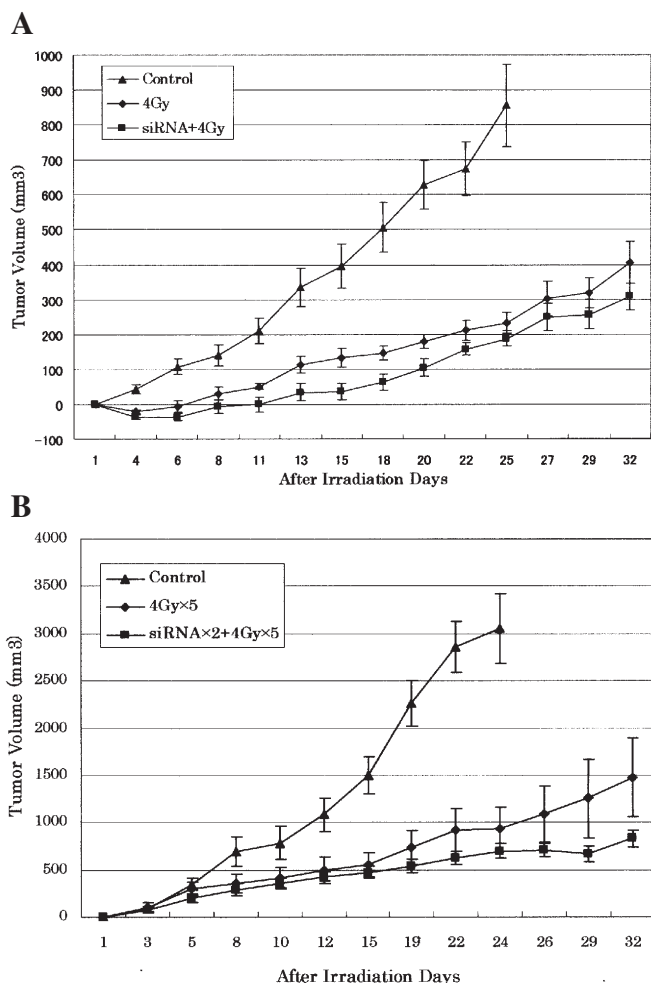 A
1000
900
800
700
600
500
400
300
200
100
0
-100
Tumor Volume (mm3)
Control
4Gy
siRNA+4Gy
1 4 6 8 11 13 15 18 20 22 25 27 29 32
After Irradiation Days
B
4000
3500
3000
2500
2000
1500
1000
500
0
Tumor Volume (mm3)
Control
4Gy×5
siRNA×2+4Gy×5
1 3 5 8 10 12 15 19 22 24 26 29 32
After Irradiation Days